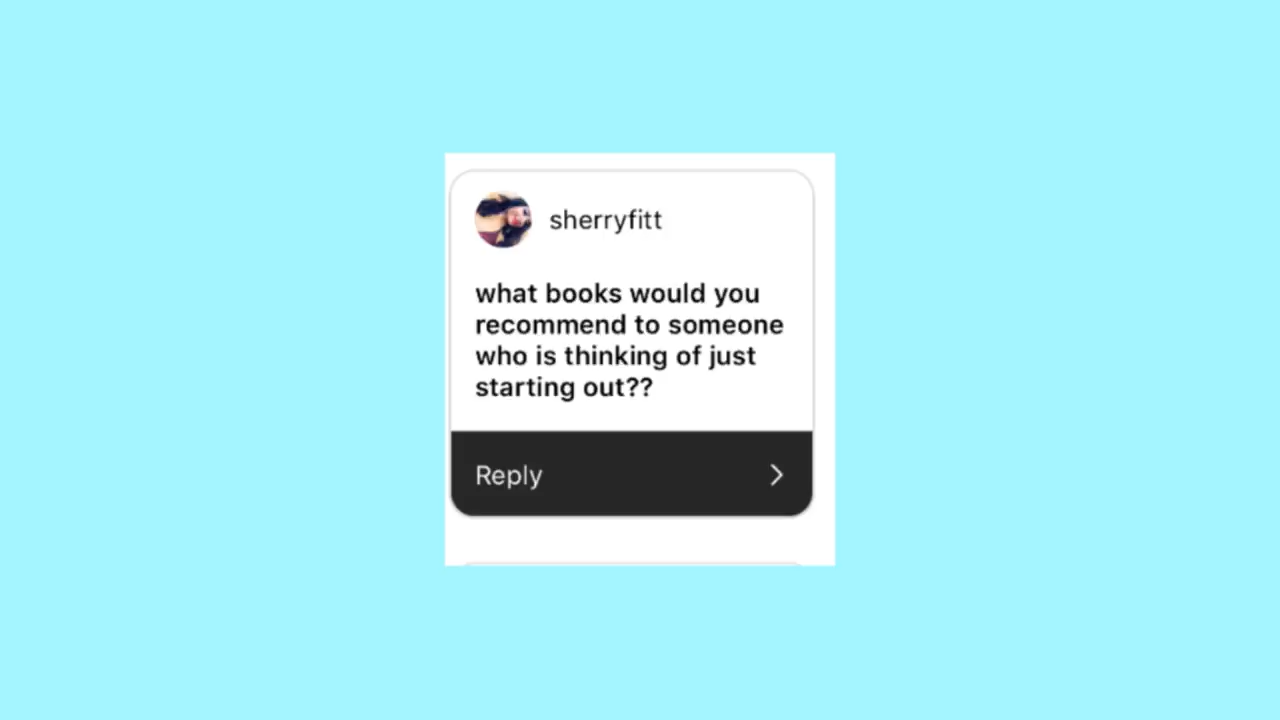 sherryfitt
what books would you
recommend to someone
who is thinking of just
starting out??
Reply